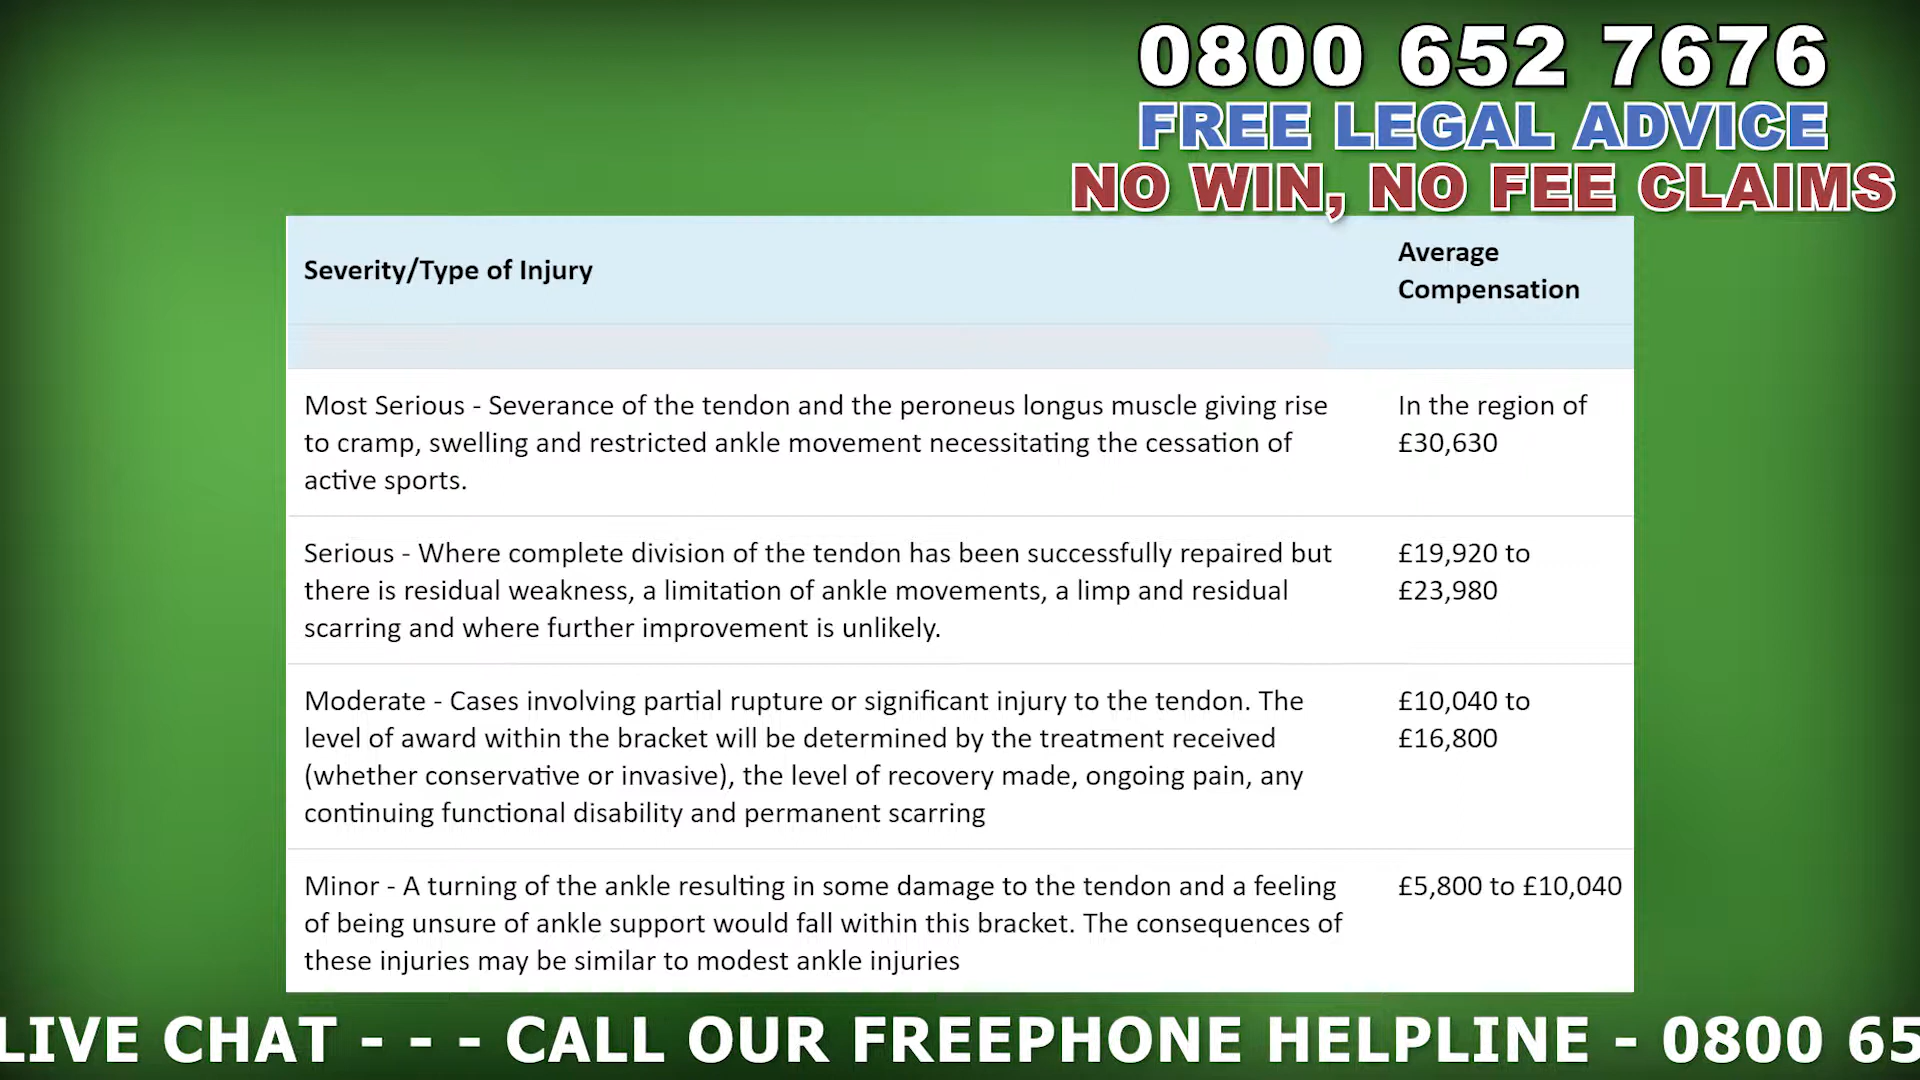 0800 652 7676
FREE LEGAL ADVICE
NO WIN, NO FEE CLAIMS
Severity/Type of Injury
Average
Compensation
Most Serious - Severance of the tendon and the peroneus longus muscle giving rise
to cramp, swelling and restricted ankle movement necessitating the cessation of
active sports.
In the region of
£30,630
Serious - Where complete division of the tendon has been successfully repaired but
there is residual weakness, a limitation of ankle movements, a limp and residual
scarring and where further improvement is unlikely.
£19,920 to
£23,980
Moderate - Cases involving partial rupture or significant injury to the tendon. The
level of award within the bracket will be determined by the treatment received
(whether conservative or invasive), the level of recovery made, ongoing pain, any
continuing functional disability and permanent scarring
£10,040 to
£16,800
Minor - A turning of the ankle resulting in some damage to the tendon and a feeling
of being unsure of ankle support would fall within this bracket. The consequences of
these injuries may be similar to modest ankle injuries
£5,800 to £10,040
LIVE CHAT - - - CALL OUR FREEPHONE HELPLINE - 0800 65